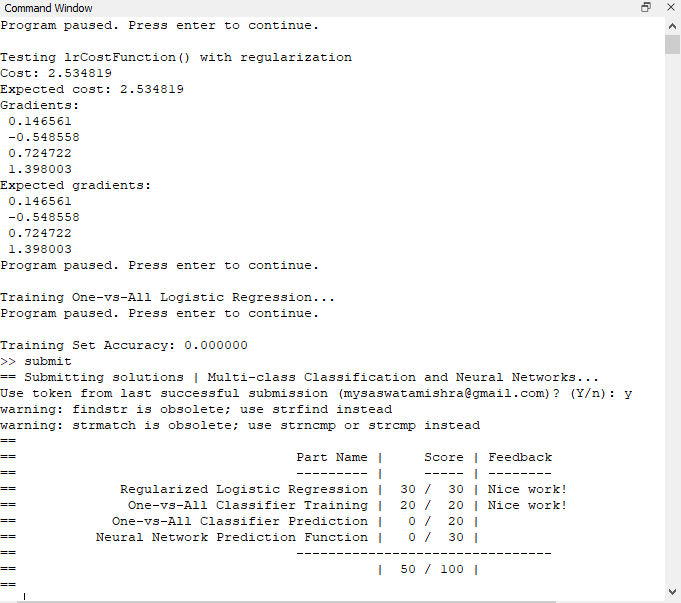 Command Window
Program paused. Press enter to continue.
Testing lrCostFunction() with regularization
Cost: 2.534819
Expected cost: 2.534819
Gradients:
0.146561
-0.548558
0.724722
1.398003
Expected gradients:
0.146561
-0.548558
0.724722
1.398003
Program paused. Press enter to continue.
Training One-vs-All Logistic Regression...
Program paused. Press enter to continue.
Training Set Accuracy: 0.000000
>> submit
== Submitting solutions | Multi-class Classification and Neural Networks...
Use token from last successful submission (mysaswatamishra@gmail.com)? (Y/n): y
warning: findstr is obsolete; use strfind instead
warning: strmatch is obsolete; use strncmp or strcmp instead
==
== Part Name | Score | Feedback
== --------- | ----- | --------
== Regularized Logistic Regression | 30 / 30 | Nice work!
== One-vs-All Classifier Training | 20 / 20 | Nice work!
== One-vs-All Classifier Prediction | 0 / 20 |
== Neural Network Prediction Function | 0 / 30 |
== --------------------------------
== | 50 / 100 |
==